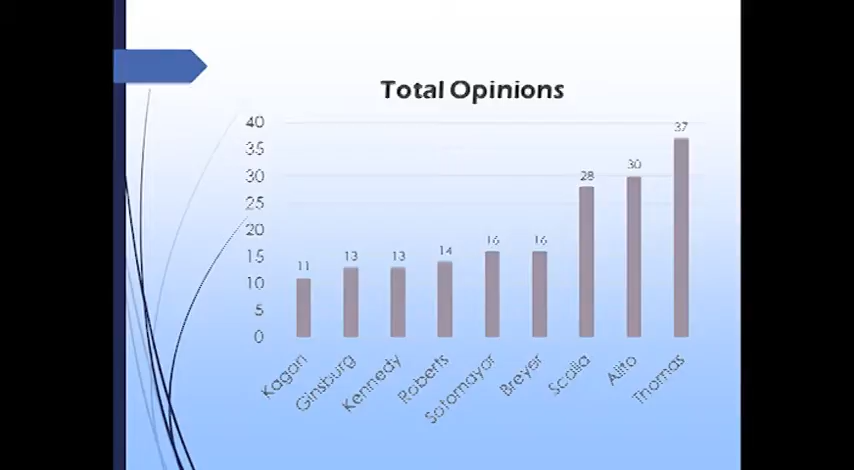 Total Opinions
40
35
30
25
20
15
10
5
0
11
13
13
14
16
16
28
30
37
Kagan
Ginsburg
Kennedy
Roberts
Sotomayor
Breyer
Scalia
Alito
Thomas